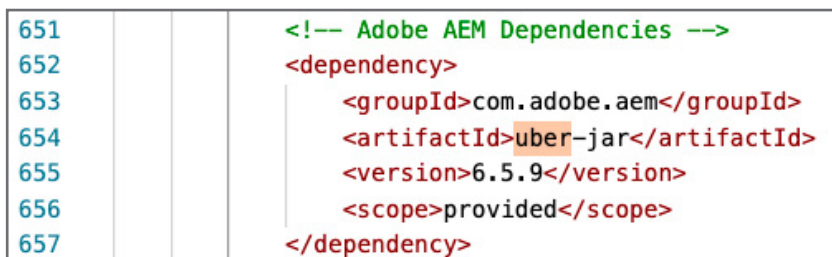 651 <!-- Adobe AEM Dependencies -->
652 <dependency>
653 <groupId>com.adobe.aem</groupId>
654 <artifactId>uber-jar</artifactId>
655 <version>6.5.9</version>
656 <scope>provided</scope>
657 </dependency>